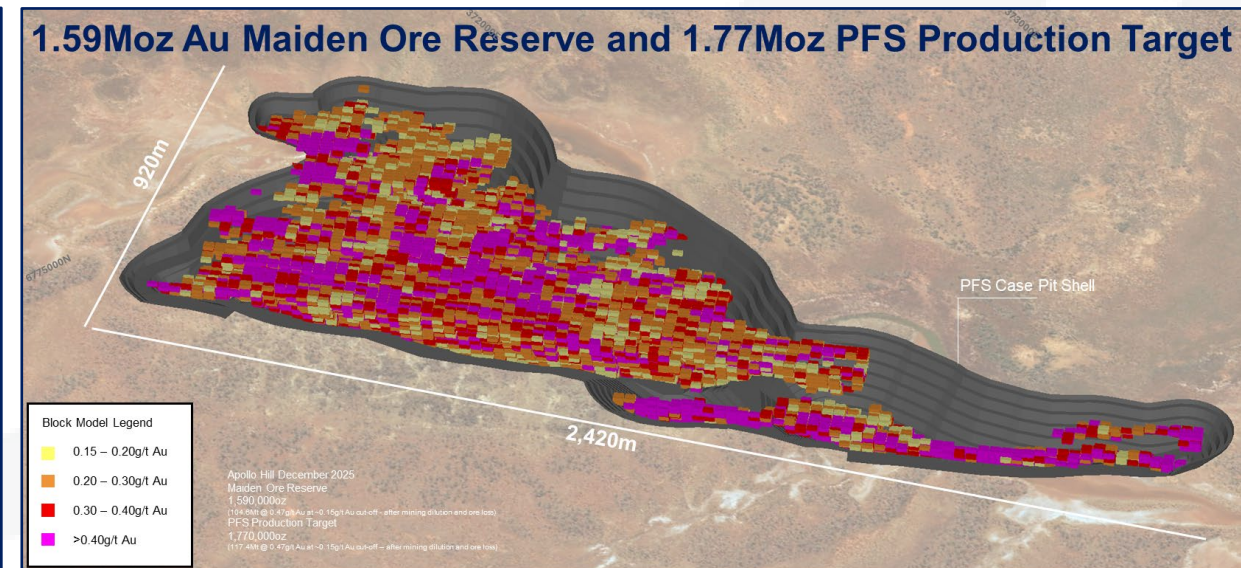 1.59Moz Au Maiden Ore Reserve and 1.77Moz PFS Production Target
920m
6775000N
PFS Case Pit Shell
2,420m
Block Model Legend
0.15 – 0.20g/t Au
0.20 – 0.30g/t Au
0.30 – 0.40g/t Au
>0.40g/t Au
Apollo Hill December 2025
Maiden Ore Reserve
1,590,000oz
(104.6Mt @ 0.47g/t Au at ~0.15g/t Au cut-off - after mining dilution and ore loss)
PFS Production Target
1,770,000oz
(117.4Mt @ 0.47g/t Au at ~0.15g/t Au cut-off – after mining dilution and ore loss)